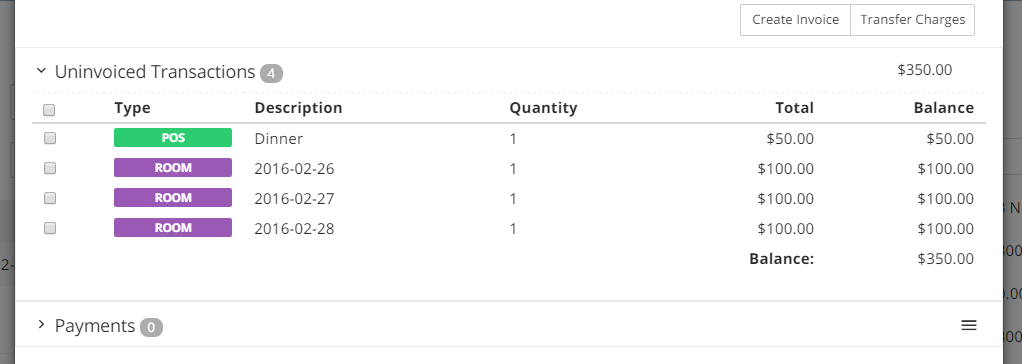 Create Invoice Transfer Charges
Uninvoiced Transactions 4 $350.00
Type Description Quantity Total Balance
POS Dinner 1 $50.00 $50.00
ROOM 2016-02-26 1 $100.00 $100.00
ROOM 2016-02-27 1 $100.00 $100.00
ROOM 2016-02-28 1 $100.00 $100.00
Balance: $350.00
Payments 0